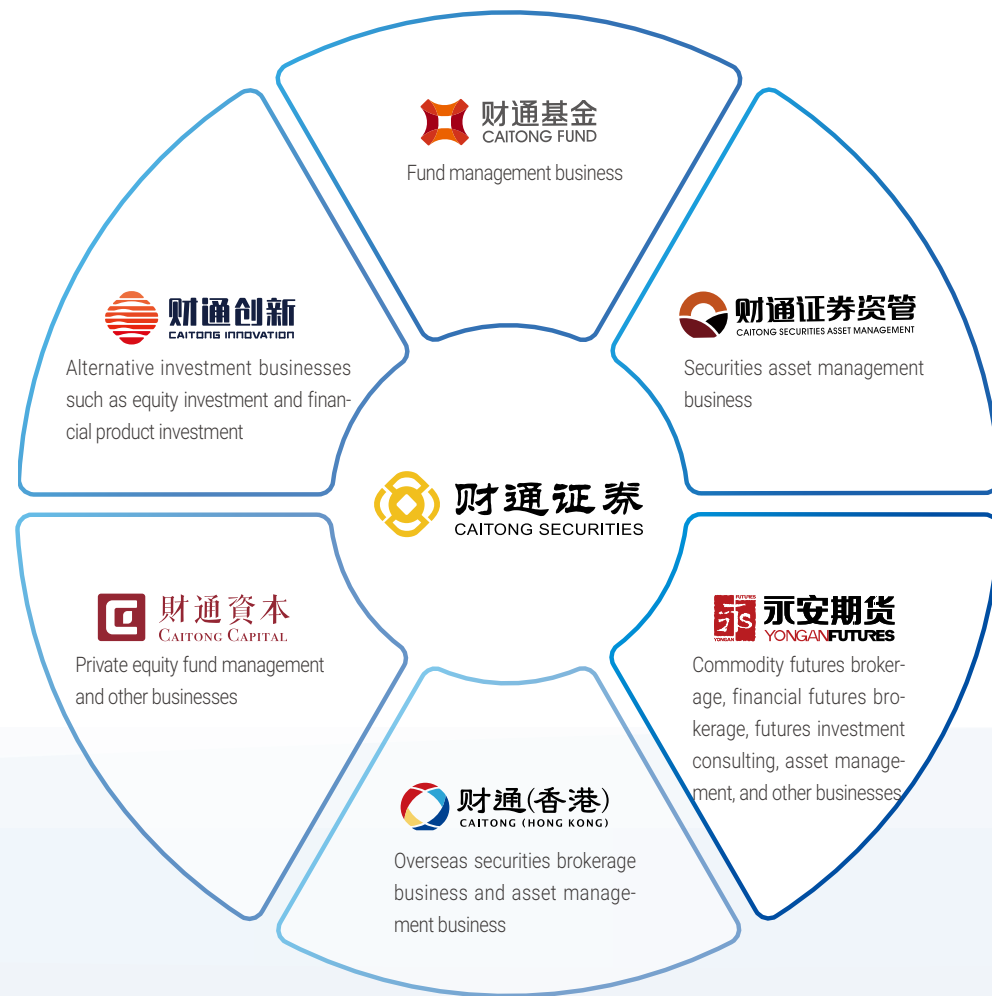 财通基金
CAITONG FUND
Fund management business
财通创新
CAITONG INNOVATION
Alternative investment businesses
such as equity investment and finan-
cial product investment
财通证券资管
CAITONG SECURITIES ASSET MANAGEMENT
Securities asset management
business
财通证券
CAITONG SECURITIES
財通資本
CAITONG CAPITAL
Private equity fund management
and other businesses
FUTURES
YONGAN
永安期货
YONGANFUTURES
Commodity futures broker-
age, financial futures bro-
kerage, futures investment
consulting, asset manage-
ment, and other businesses
财通(香港)
CAITONG (HONG KONG)
Overseas securities brokerage
business and asset manage-
ment business